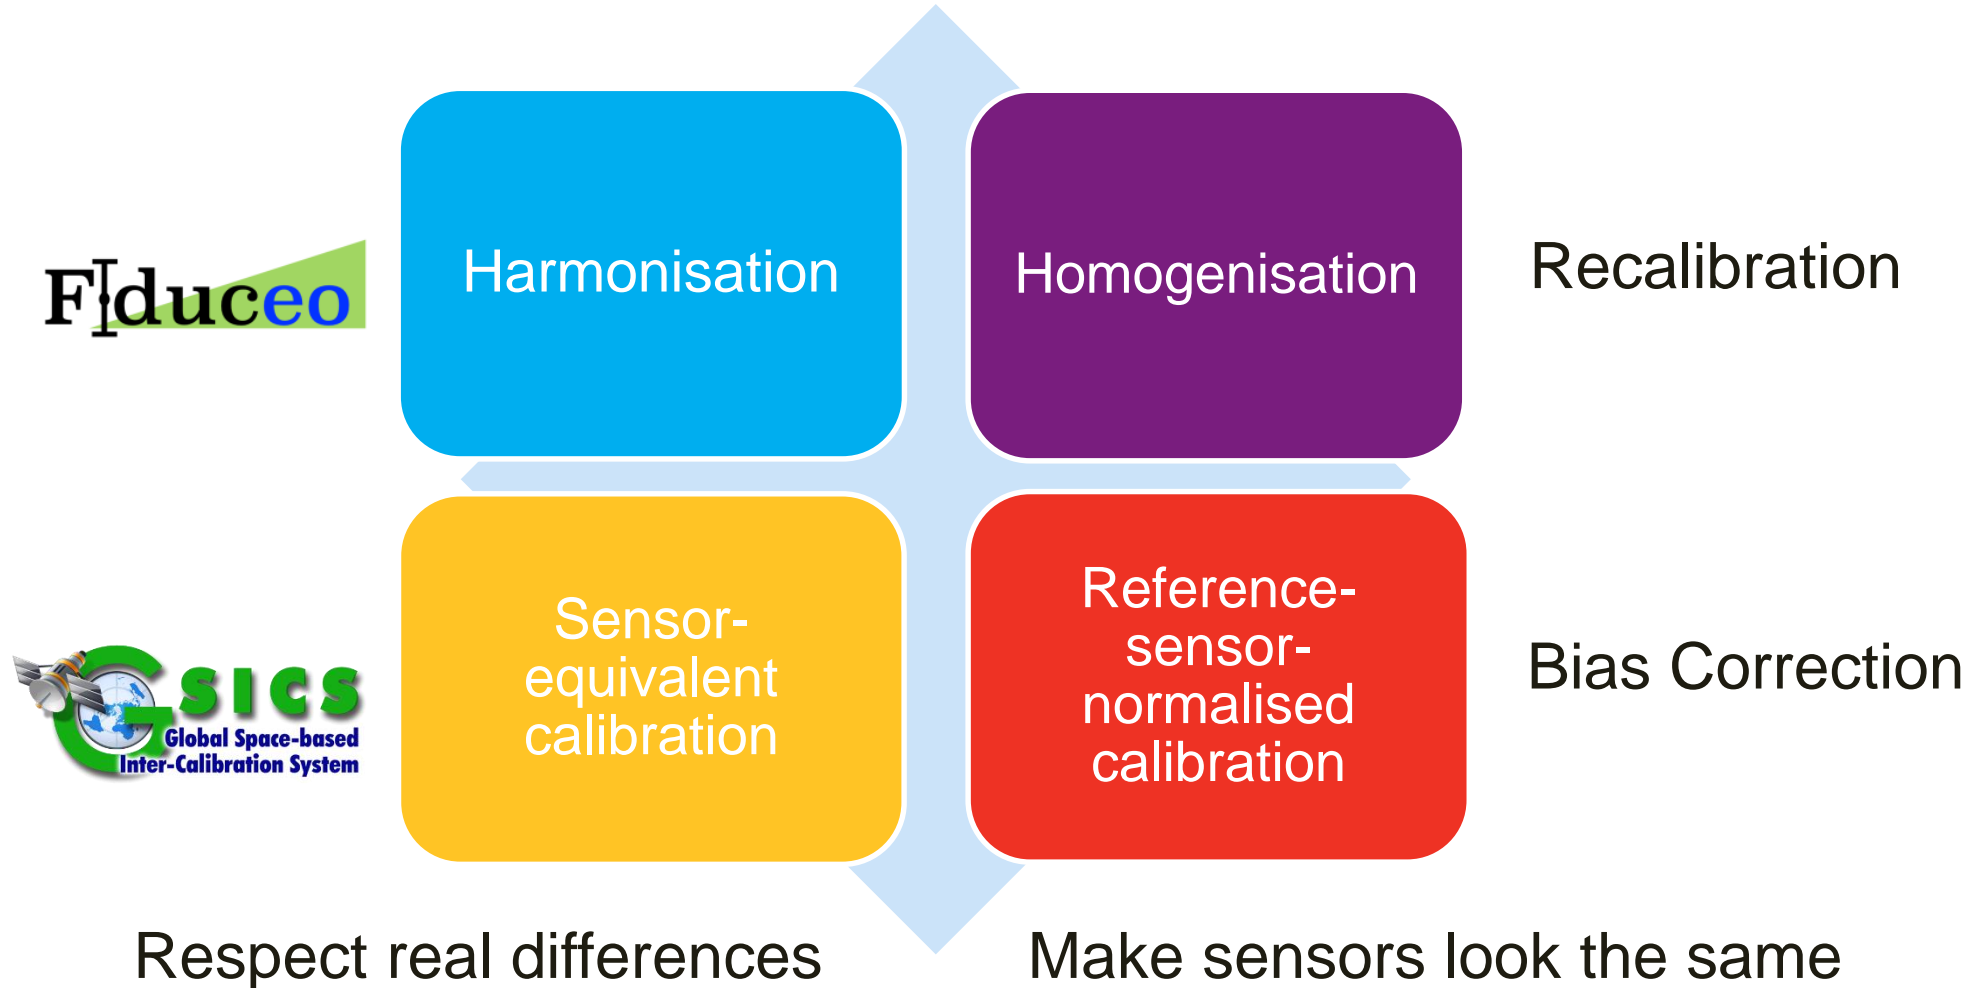 Harmonisation
Homogenisation
Recalibration
Fiduceo
Sensor-
equivalent
calibration
Reference-
sensor-
normalised
calibration
Bias Correction
GSICS
Global Space-based
Inter-Calibration System
Respect real differences
Make sensors look the same